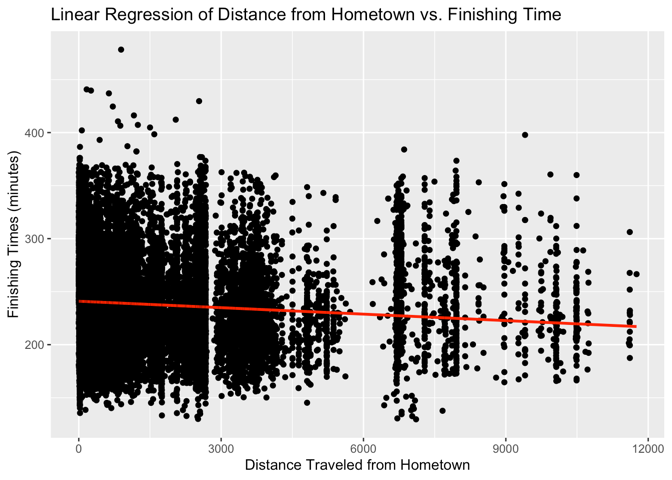 Linear Regression of Distance from Hometown vs. Finishing Time
Finishing Times (minutes)
400
300
200
0
3000
6000
9000
12000
Distance Traveled from Hometown